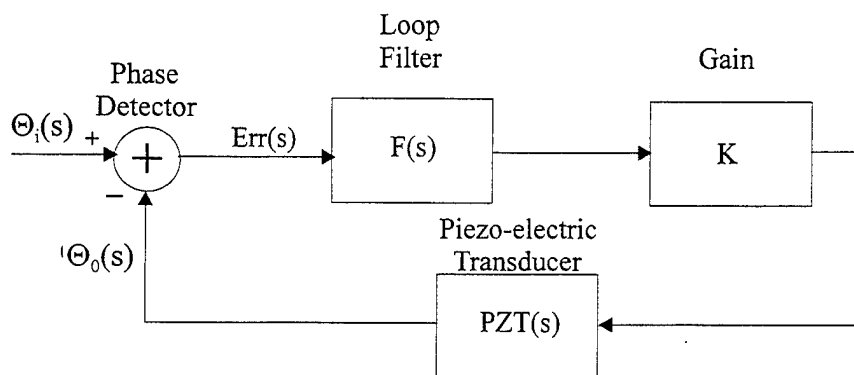 Loop
Filter
Gain
Phase
Detector
Θᵢ(s)
+
+
−
Err(s)
F(s)
K
Piezo-electric
Transducer
Θ₀(s)
PZT(s)